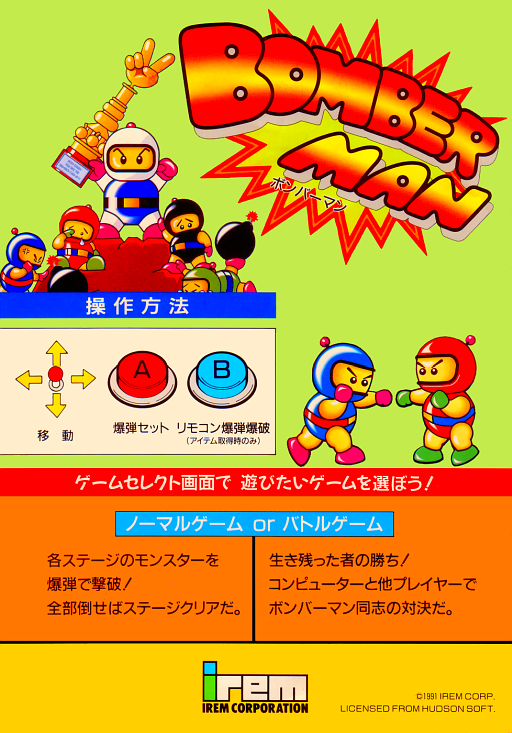 BOMBER
MAN
ボンバーマン
操作方法
A
B
移動
爆弾セット
リモコン爆弾爆破
(アイテム取得時のみ)
ゲームセレクト画面で 遊びたいゲームを選ぼう!
ノーマルゲーム or バトルゲーム
各ステージのモンスターを
爆弾で撃破!
全部倒せばステージクリアだ。
生き残った者の勝ち!
コンピューターと他プレイヤーで
ボンバーマン同志の対決だ。
irem
IREM CORPORATION
©1991 IREM CORP.
LICENSED FROM HUDSON SOFT.